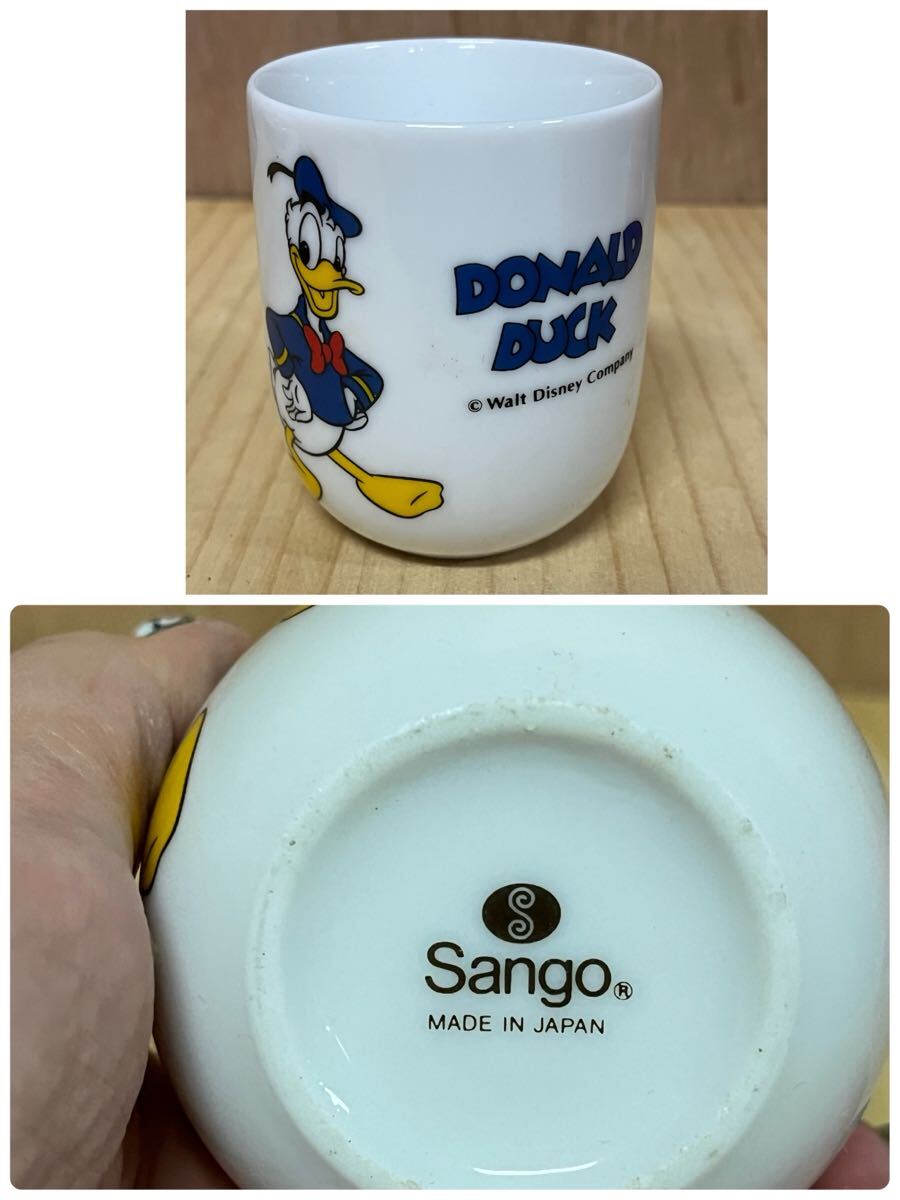 DONALD
DUCK
© Walt Disney Company
S
Sango®
MADE IN JAPAN